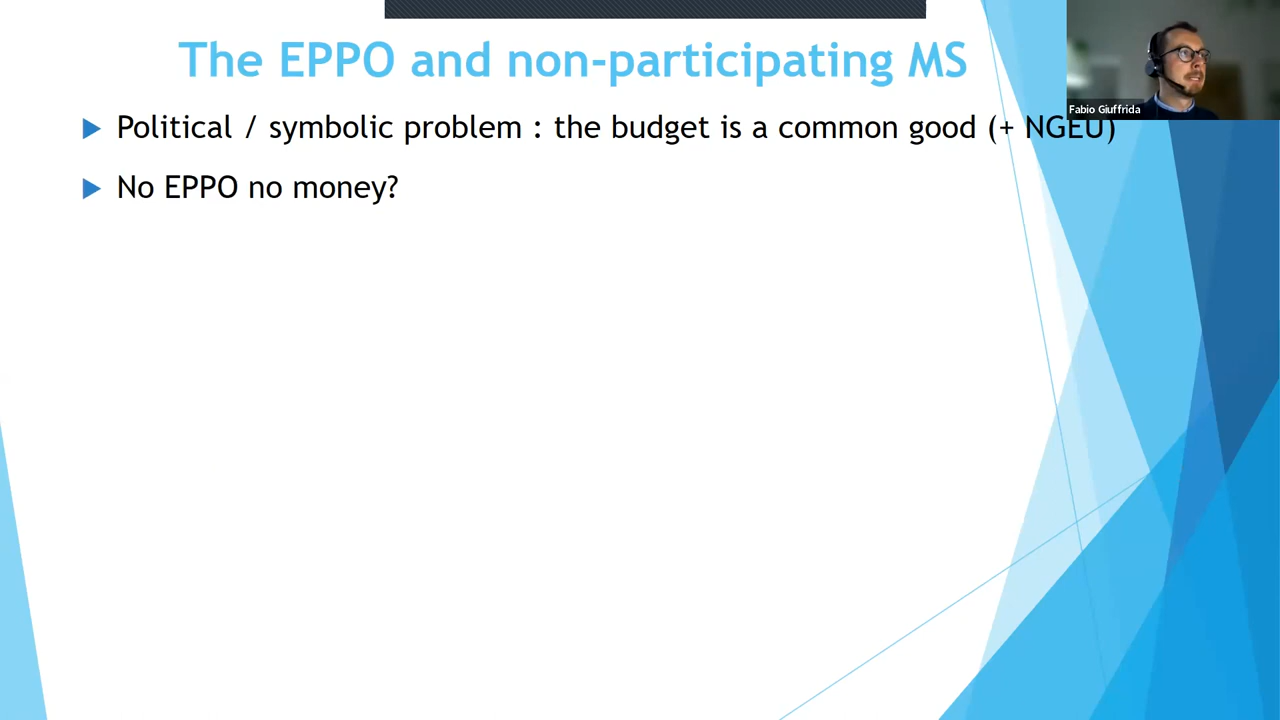 The EPPO and non-participating MS
Fabio Giuffrida
Political / symbolic problem : the budget is a common good (+ NGEU)
No EPPO no money?